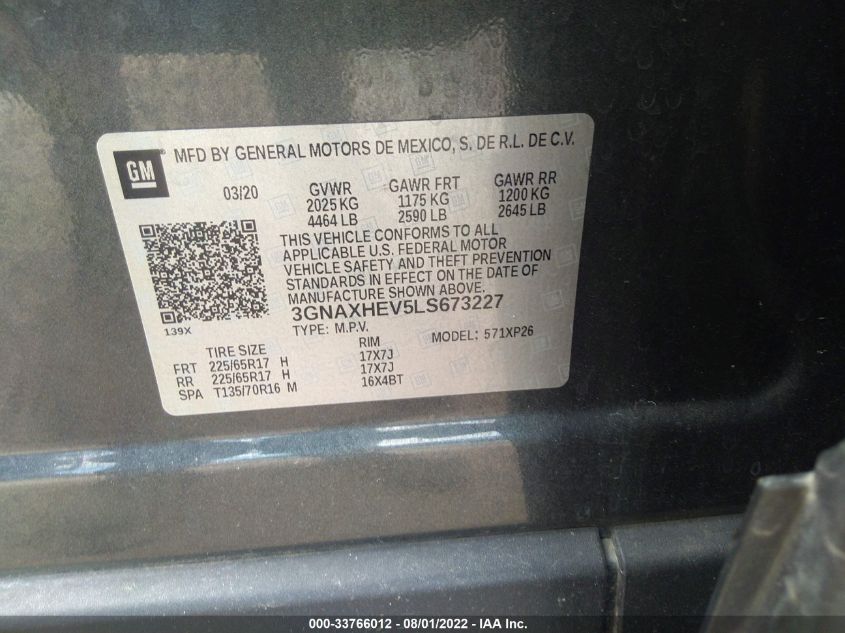 GM
MFD BY GENERAL MOTORS DE MEXICO, S. DE R.L. DE C.V.
03/20 GVWR GAWR FRT GAWR RR
2025 KG 1175 KG 1200 KG
4464 LB 2590 LB 2645 LB
THIS VEHICLE CONFORMS TO ALL
APPLICABLE U.S. FEDERAL MOTOR
VEHICLE SAFETY AND THEFT PREVENTION
STANDARDS IN EFFECT ON THE DATE OF
MANUFACTURE SHOWN ABOVE.
139X
3GNAXHEV5LS673227
TYPE: M.P.V. MODEL: 571XP26
TIRE SIZE RIM
FRT 225/65R17 H 17X7J
RR 225/65R17 H 17X7J
SPA T135/70R16 M 16X4BT
000-33766012 // 08/01/2022 // IAA Inc.